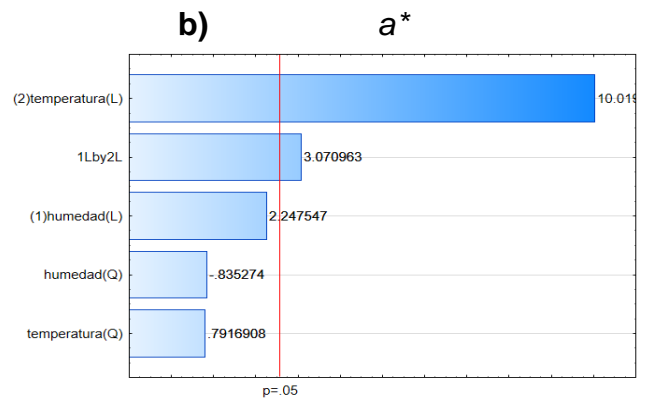 b) a*
(2)temperatura(L) 10.019
1Lby2L 3.070963
(1)humedad(L) 2.247547
humedad(Q) -.835274
temperatura(Q) .7916908
p=.05